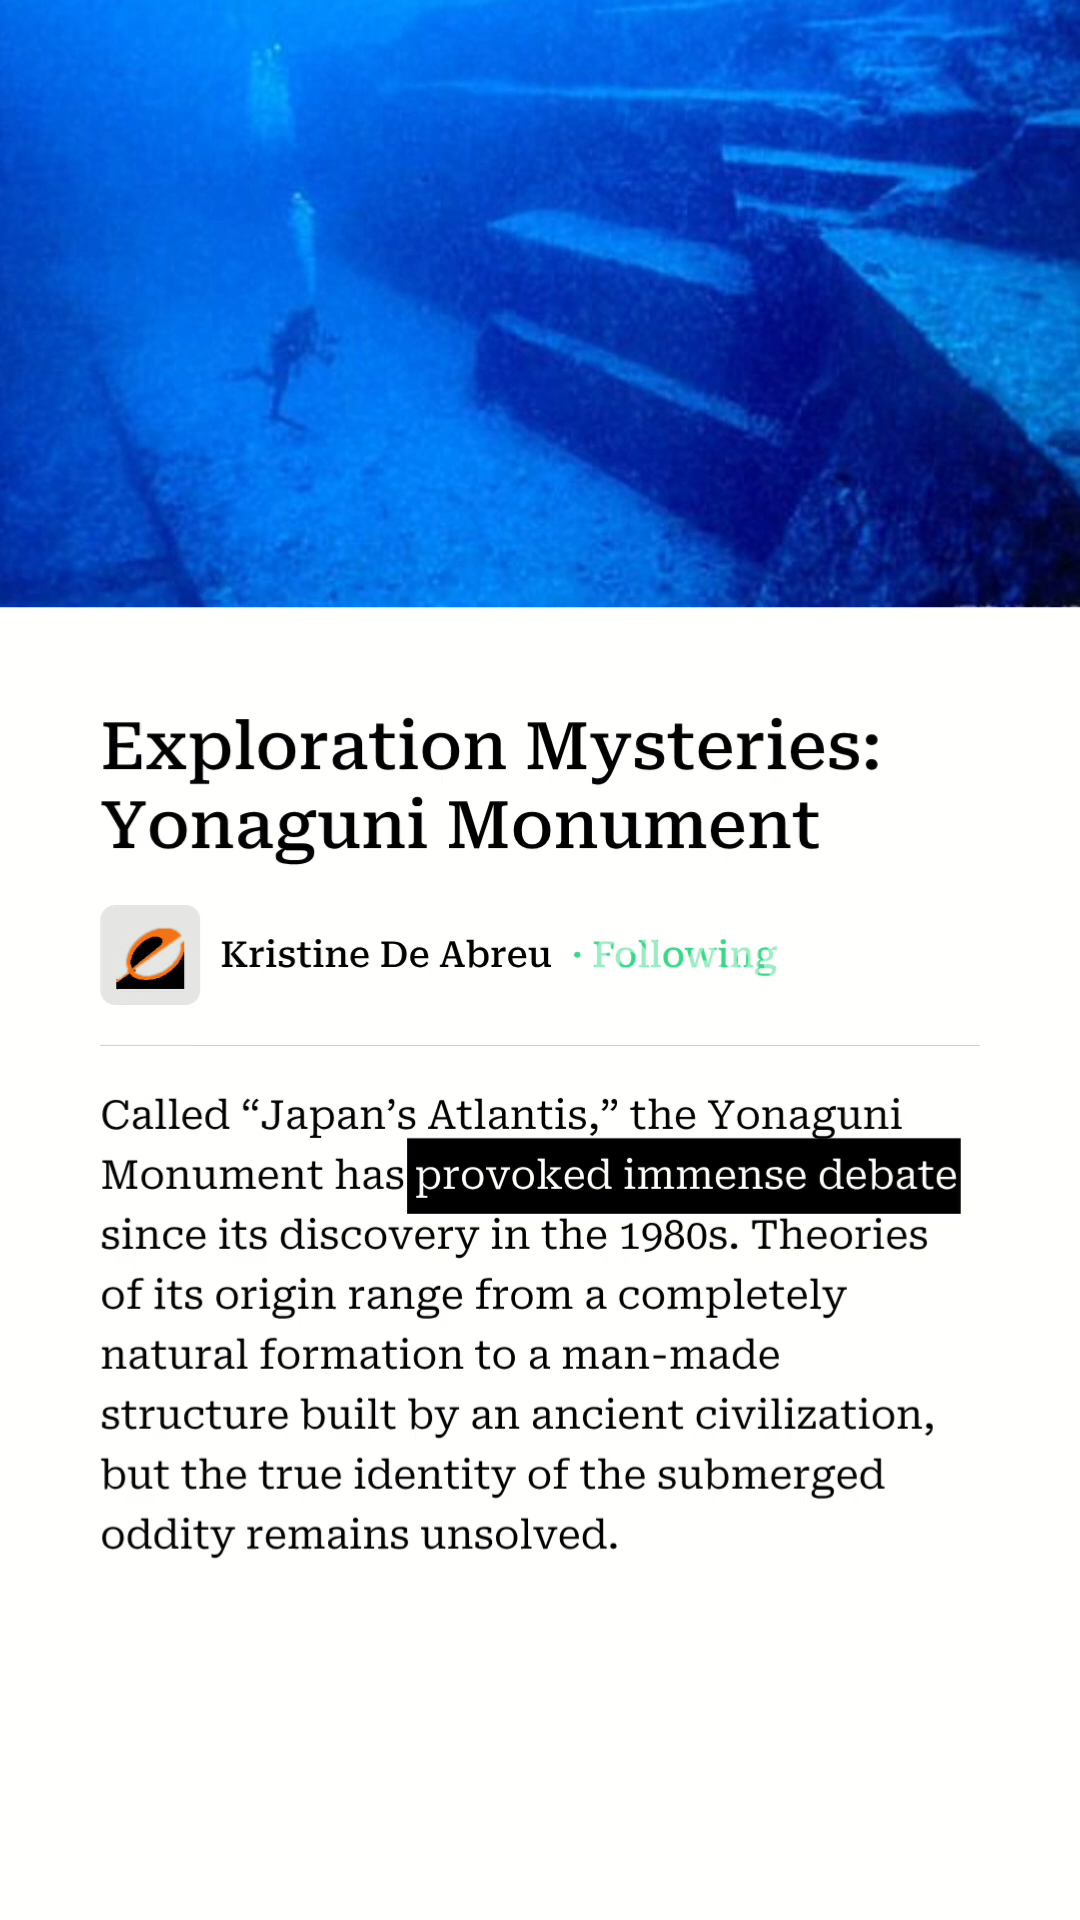 Exploration Mysteries:
Yonaguni Monument
Kristine De Abreu · Following
Called “Japan’s Atlantis,” the Yonaguni
Monument has provoked immense debate
since its discovery in the 1980s. Theories
of its origin range from a completely
natural formation to a man-made
structure built by an ancient civilization,
but the true identity of the submerged
oddity remains unsolved.